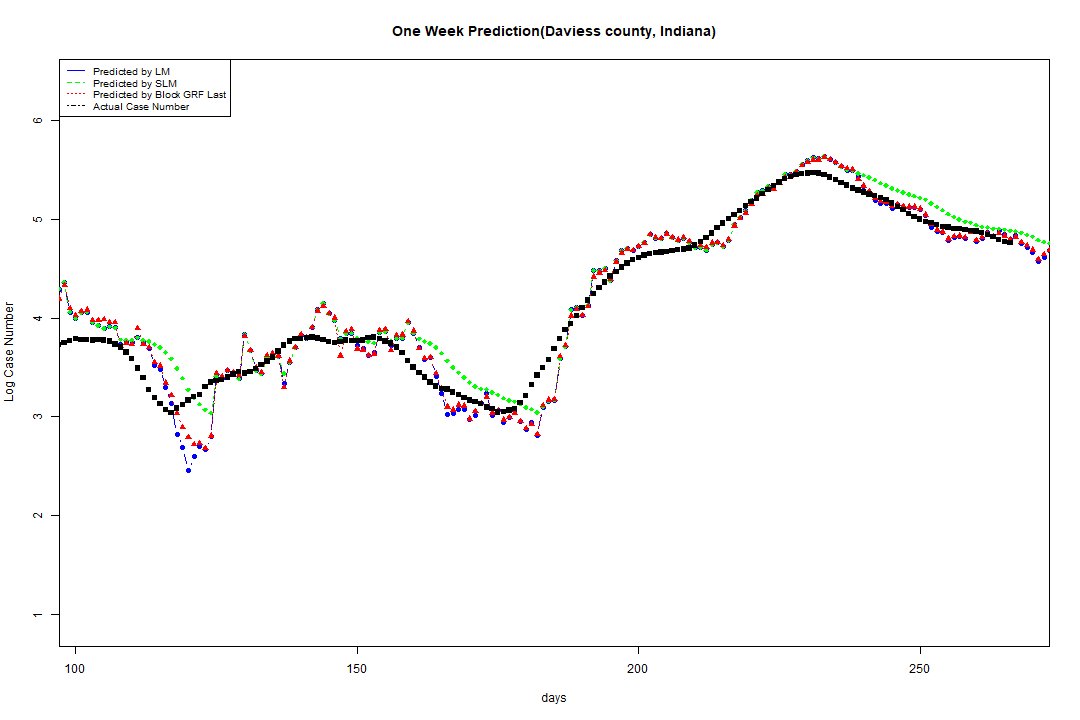 One Week Prediction(Daviess county, Indiana)
Predicted by LM
Predicted by SLM
Predicted by Block GRF Last
Actual Case Number
6
5
4
3
2
1
Log Case Number
100 150 200 250
days